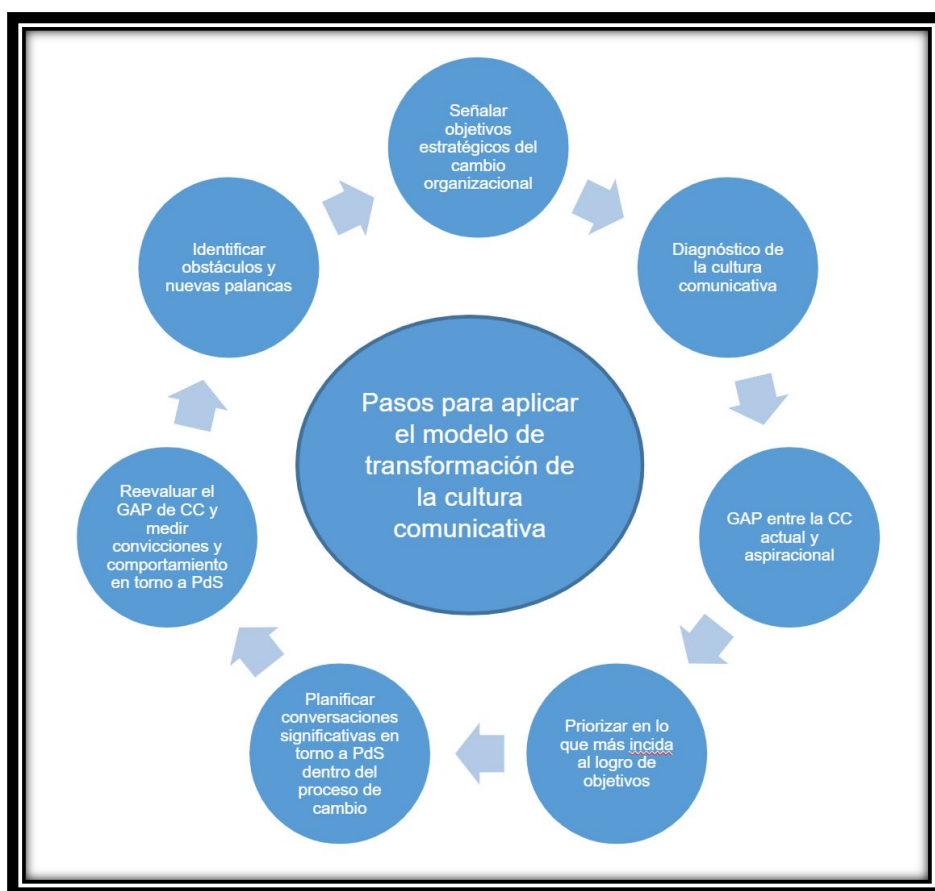 Señalar
objetivos
estratégicos del
cambio
organizacional
Diagnóstico de
la cultura
comunicativa
GAP entre la CC
actual y
aspiracional
Priorizar en lo
que más incida
al logro de
objetivos
Planificar
conversaciones
significativas en
torno a PdS
dentro del
proceso de
cambio
Reevaluar el
GAP de CC y
medir
convicciones y
comportamiento
en torno a PdS
Identificar
obstáculos y
nuevas palancas
Pasos para aplicar
el modelo de
transformación de
la cultura
comunicativa